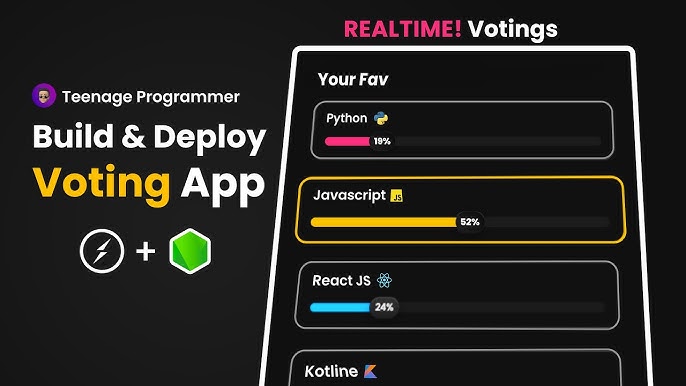 REALTIME! Votings
Teenage Programmer
Build & Deploy
Voting App
+
Your Fav
Python
19%
Javascript JS
52%
React JS
24%
Kotline